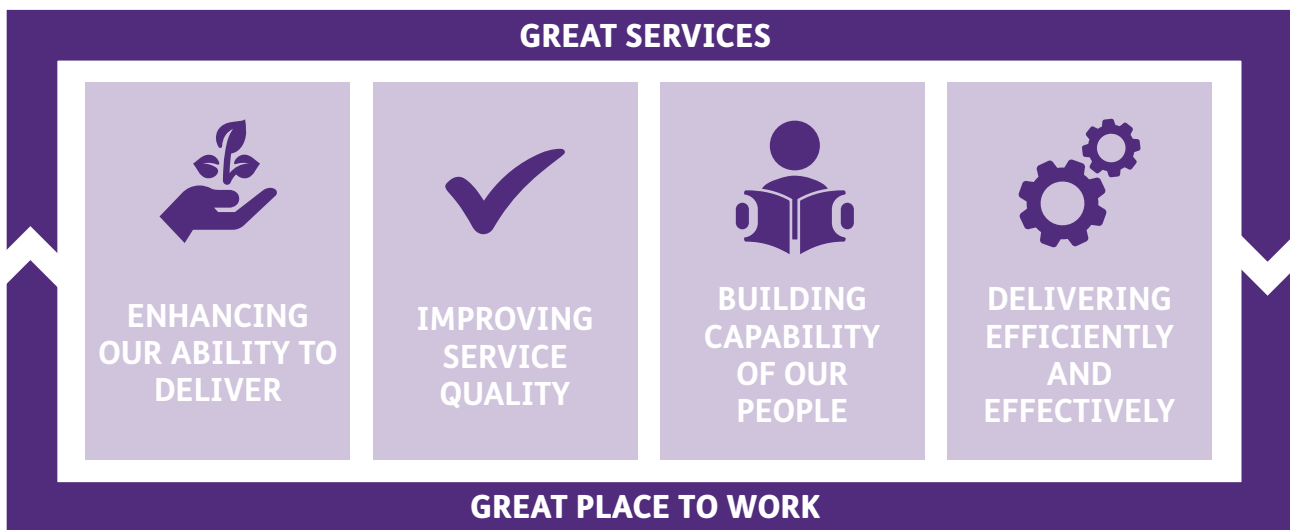 GREAT SERVICES
ENHANCING
OUR ABILITY TO
DELIVER
IMPROVING
SERVICE
QUALITY
BUILDING
CAPABILITY
OF OUR
PEOPLE
DELIVERING
EFFICIENTLY
AND
EFFECTIVELY
GREAT PLACE TO WORK